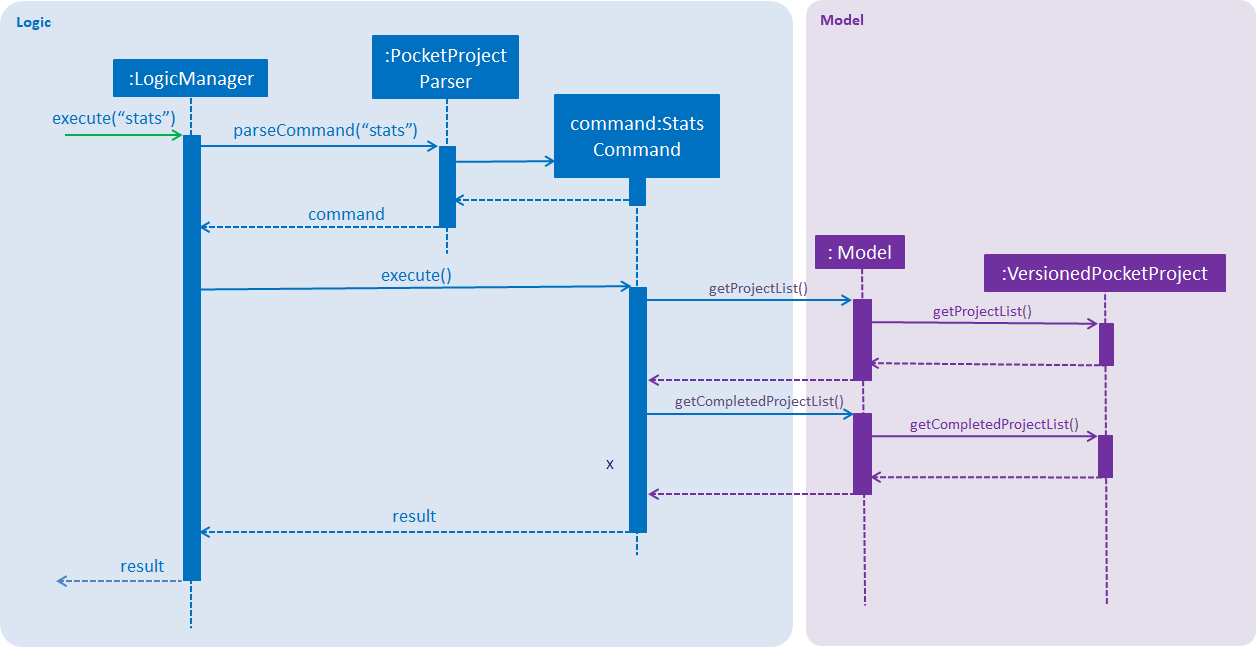 Logic
Model
:LogicManager
:PocketProject
Parser
command:Stats
Command
execute(“stats”)
parseCommand(“stats”)
command
: Model
:VersionedPocketProject
execute()
getProjectList()
getProjectList()
getCompletedProjectList()
getCompletedProjectList()
x
result
result